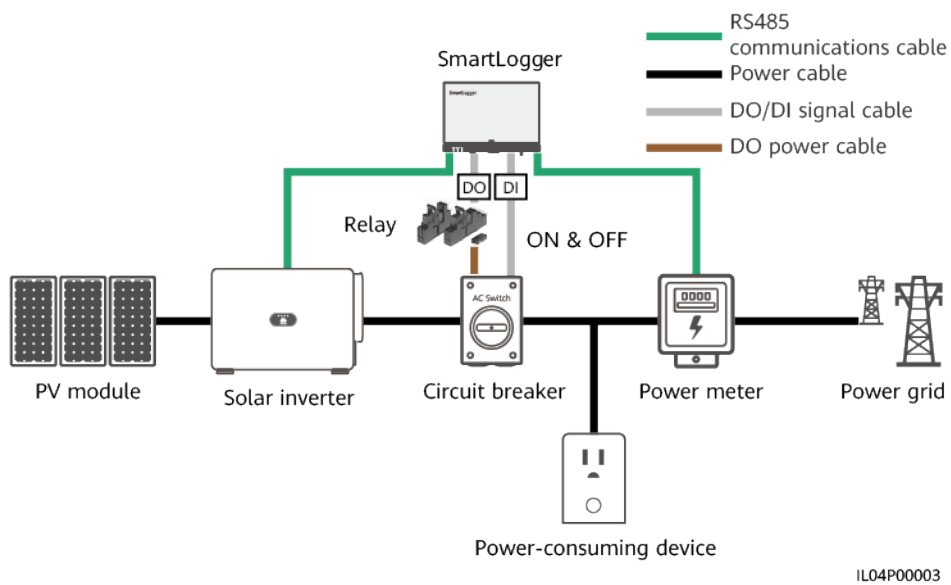 RS485
communications cable
Power cable
DO/DI signal cable
DO power cable
SmartLogger
SmartLogger
DO
DI
Relay
ON & OFF
AC Switch
0000
PV module
Solar inverter
Circuit breaker
Power meter
Power grid
Power-consuming device
IL04P00003